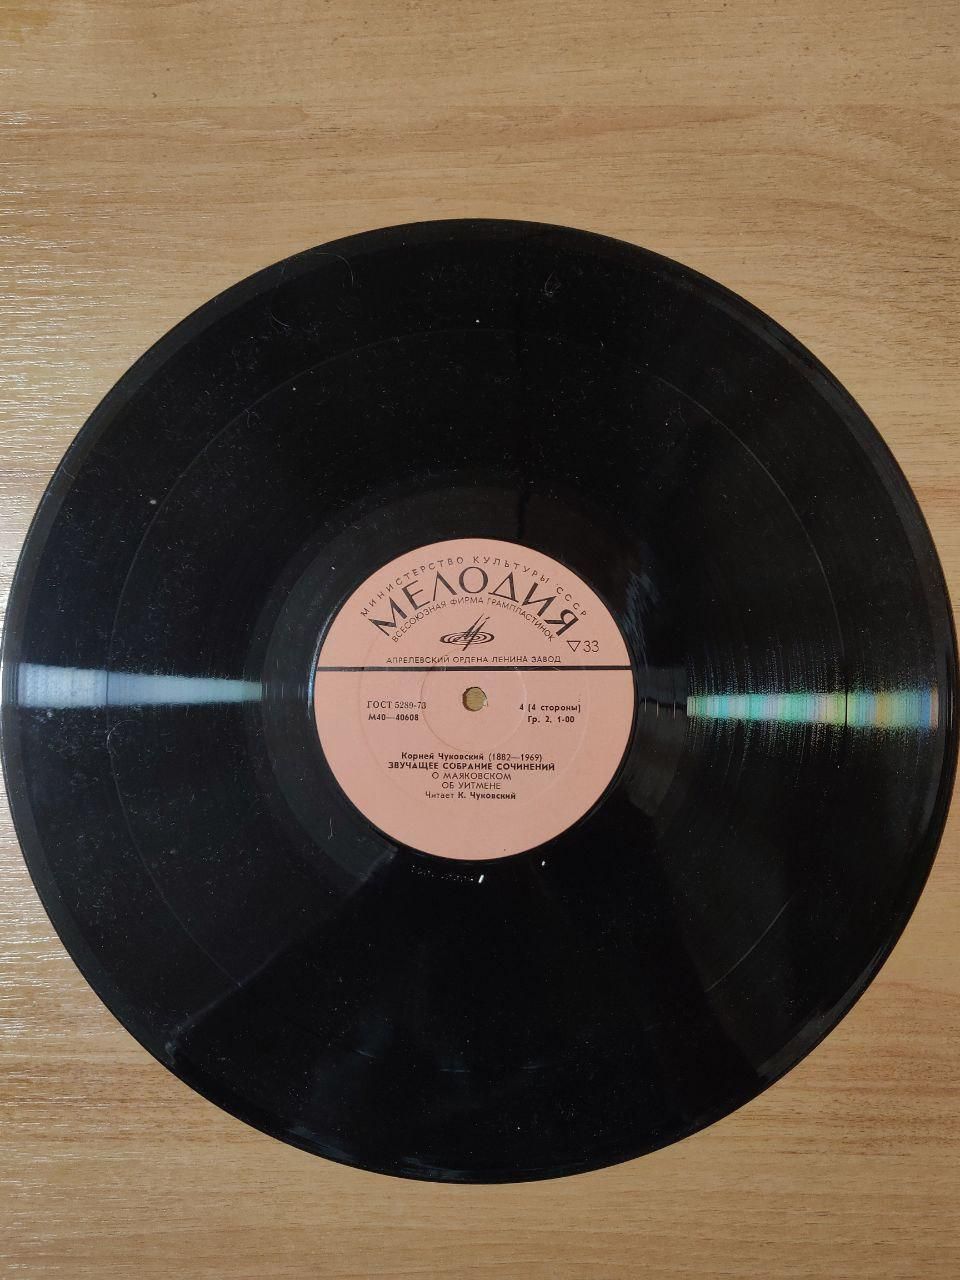 МИНИСТЕРСТВО КУЛЬТУРЫ СССР
МЕЛОДИЯ
ВСЕСОЮЗНАЯ ФИРМА ГРАМПЛАСТИНОК
▽33
АПРЕЛЕВСКИЙ ОРДЕНА ЛЕНИНА ЗАВОД
ГОСТ 5289-73 4 (4 стороны)
М40—40608 Гр. 2, 1-00
Корней Чуковский (1882—1969)
ЗВУЧАЩЕЕ СОБРАНИЕ СОЧИНЕНИЙ
О МАЯКОВСКОМ
ОБ УИТМЕНЕ
Читает К. Чуковский